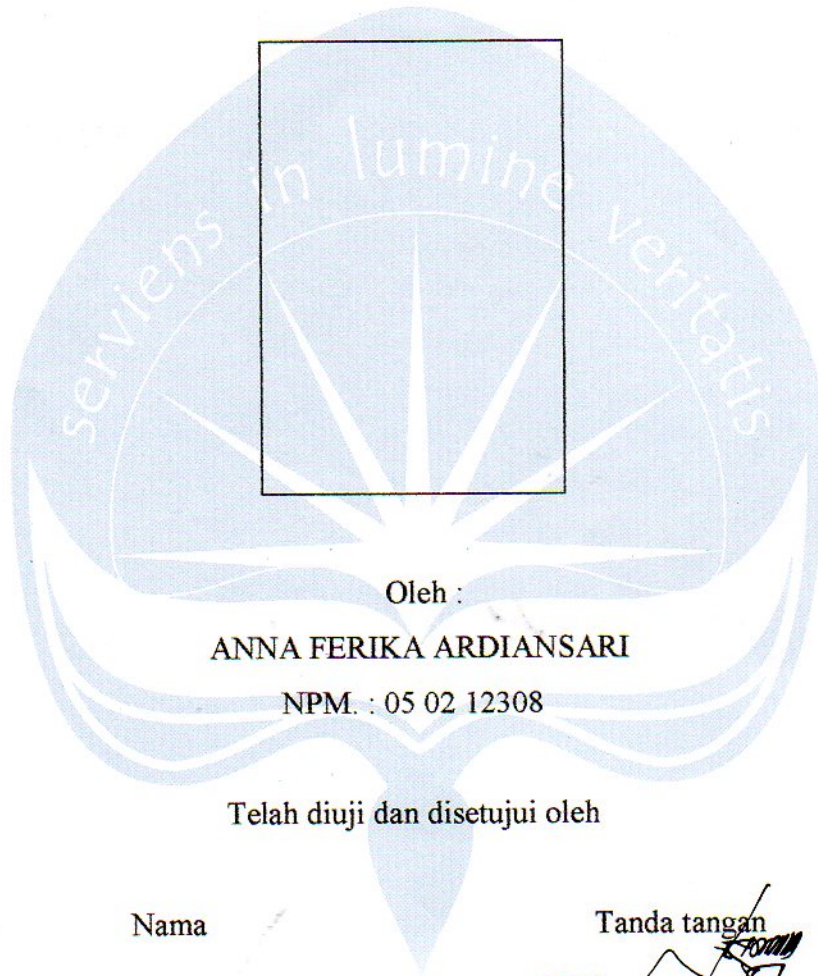 serviens in lumine veritatis
Oleh :
ANNA FERIKA ARDIANSARI
NPM. : 05 02 12308
Telah diuji dan disetujui oleh
Nama Tanda tangan